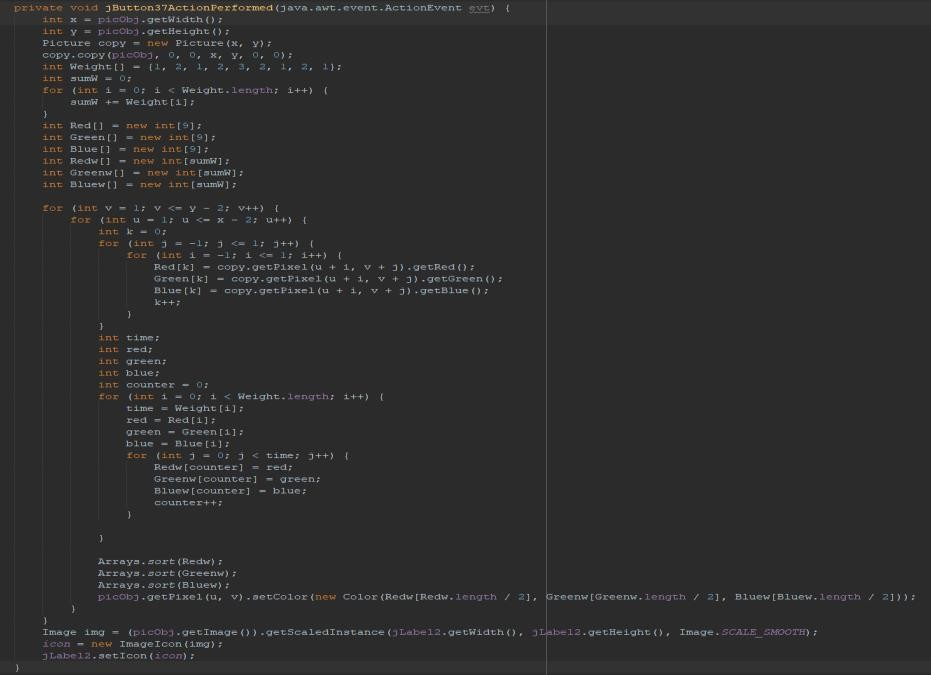 private void jButton37ActionPerformed(java.awt.event.ActionEvent evt) {
int x = picObj.getWidth();
int y = picObj.getHeight();
Picture copy = new Picture(x, y);
copy.copy(picObj, 0, 0, x, y, 0, 0);
int Weight[] = {1, 2, 1, 2, 3, 2, 1, 2, 1};
int sumW = 0;
for (int i = 0; i < Weight.length; i++) {
sumW += Weight[i];
}
int Red[] = new int[9];
int Green[] = new int[9];
int Blue[] = new int[9];
int Redw[] = new int[sumW];
int Greenw[] = new int[sumW];
int Bluew[] = new int[sumW];
for (int v = 1; v <= y - 2; v++) {
for (int u = 1; u <= x - 2; u++) {
int k = 0;
for (int j = -1; j <= 1; j++) {
for (int i = -1; i <= 1; i++) {
Red[k] = copy.getPixel(u + i, v + j).getRed();
Green[k] = copy.getPixel(u + i, v + j).getGreen();
Blue[k] = copy.getPixel(u + i, v + j).getBlue();
k++;
}
}
int time;
int red;
int green;
int blue;
int counter = 0;
for (int i = 0; i < Weight.length; i++) {
time = Weight[i];
red = Red[i];
green = Green[i];
blue = Blue[i];
for (int j = 0; j < time; j++) {
Redw[counter] = red;
Greenw[counter] = green;
Bluew[counter] = blue;
counter++;
}
}
Arrays.sort(Redw);
Arrays.sort(Greenw);
Arrays.sort(Bluew);
picObj.getPixel(u, v).setColor(new Color(Redw[Redw.length / 2], Greenw[Greenw.length / 2], Bluew[Bluew.length / 2]));
}
}
Image img = (picObj.getImage()).getScaledInstance(jLabel2.getWidth(), jLabel2.getHeight(), Image.SCALE_SMOOTH);
icon = new ImageIcon(img);
jLabel2.setIcon(icon);
}